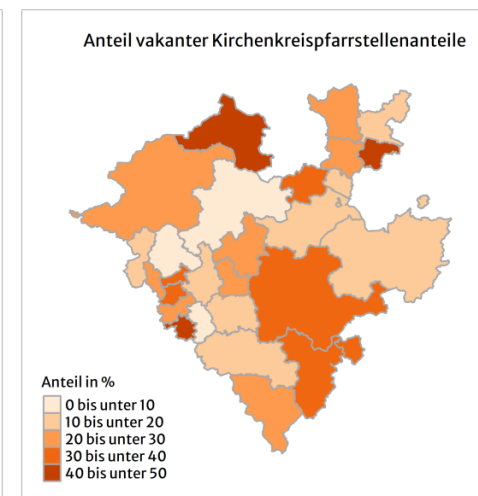 Anteil vakanter Kirchenkreispfarrstellenanteile
Anteil in %
0 bis unter 10
10 bis unter 20
20 bis unter 30
30 bis unter 40
40 bis unter 50